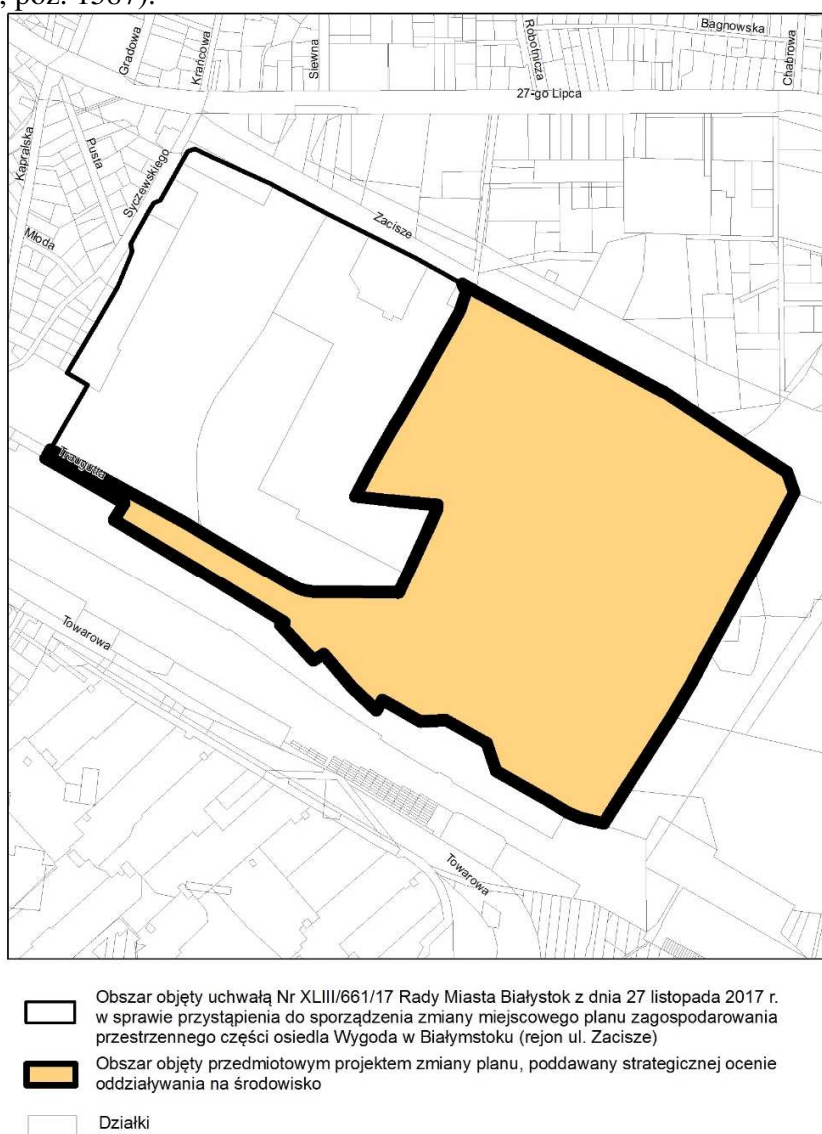 , poz. 1567).
Gradowa
Krańcowa
Siewna
Robotnicza
Bagnowska
Chabrowa
27-go Lipca
Kapralska
Pusta
Syczewskiego
Młoda
Zacisze
Traugutta
Towarowa
Towarowa
Obszar objęty uchwałą Nr XLIII/661/17 Rady Miasta Białystok z dnia 27 listopada 2017 r.
w sprawie przystąpienia do sporządzenia zmiany miejscowego planu zagospodarowania
przestrzennego części osiedla Wygoda w Białymstoku (rejon ul. Zacisze)
Obszar objęty przedmiotowym projektem zmiany planu, poddawany strategicznej ocenie
oddziaływania na środowisko
Działki